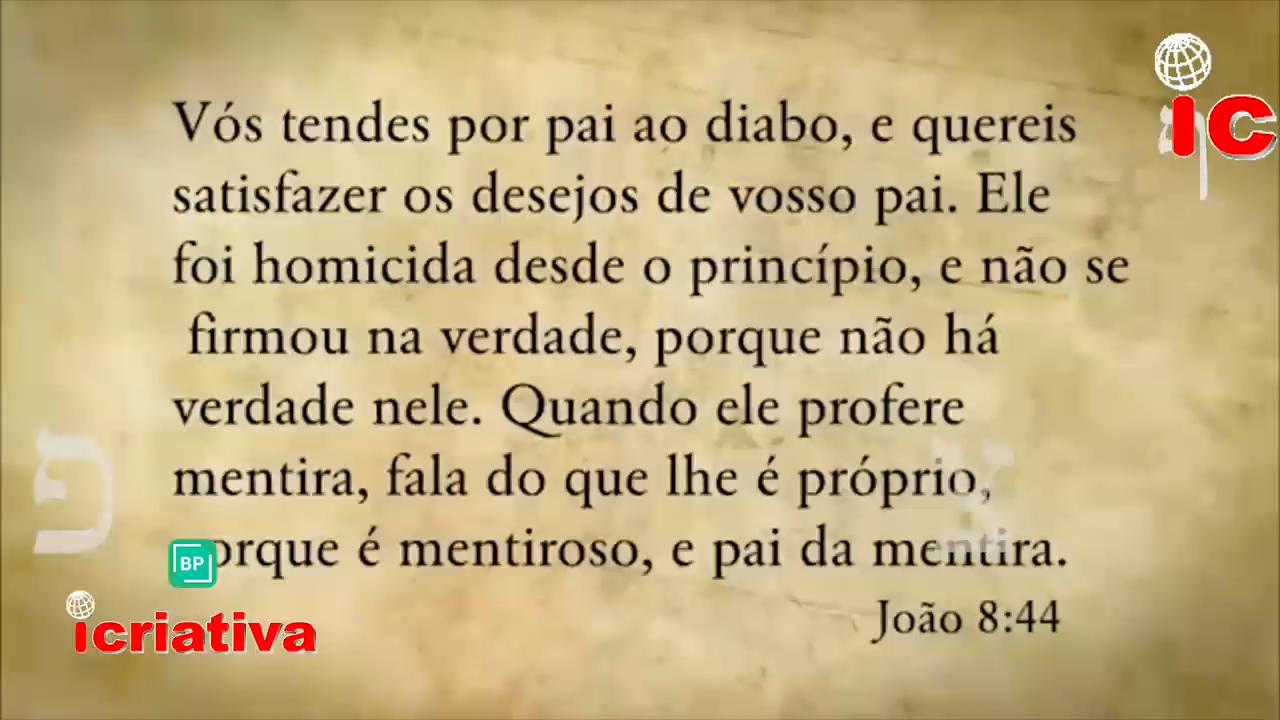 Vós tendes por pai ao diabo, e quereis
satisfazer os desejos de vosso pai. Ele
foi homicida desde o princípio, e não se
firmou na verdade, porque não há
verdade nele. Quando ele profere
mentira, fala do que lhe é próprio,
porque é mentiroso, e pai da mentira.
João 8:44
iC
ק
פ
צ
BP
icriativa